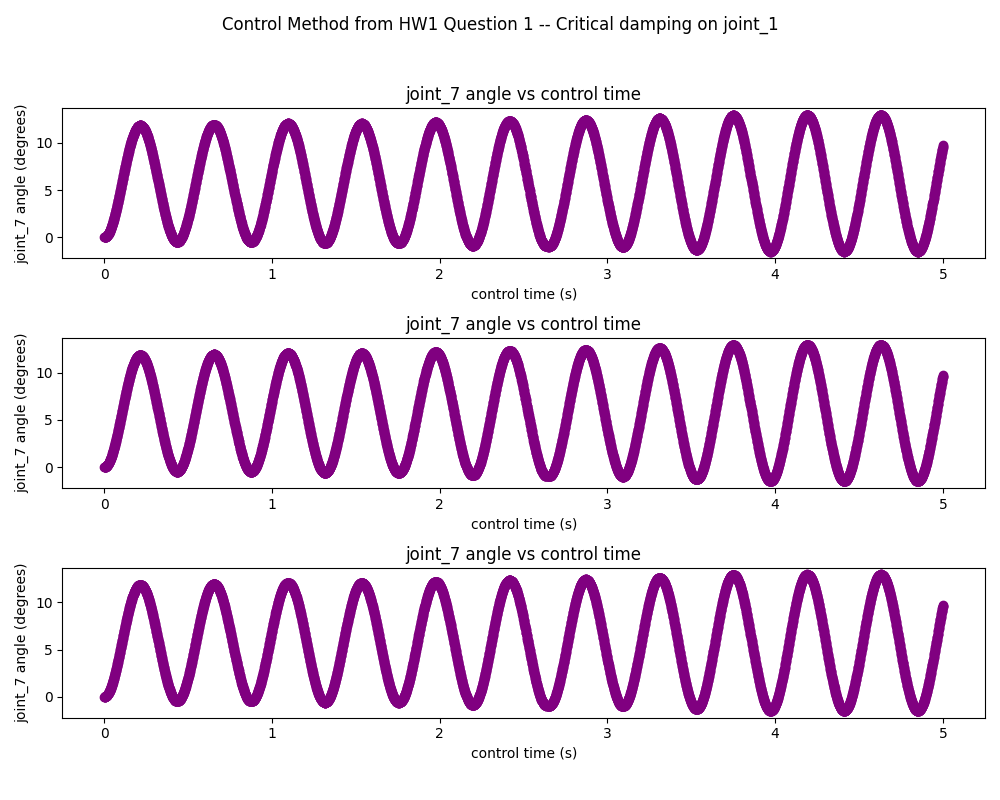 Control Method from HW1 Question 1 -- Critical damping on joint_1
joint_7 angle vs control time
joint_7 angle (degrees)
10
5
0
0 1 2 3 4 5
control time (s)
joint_7 angle vs control time
joint_7 angle (degrees)
10
5
0
0 1 2 3 4 5
control time (s)
joint_7 angle vs control time
joint_7 angle (degrees)
10
5
0
0 1 2 3 4 5
control time (s)